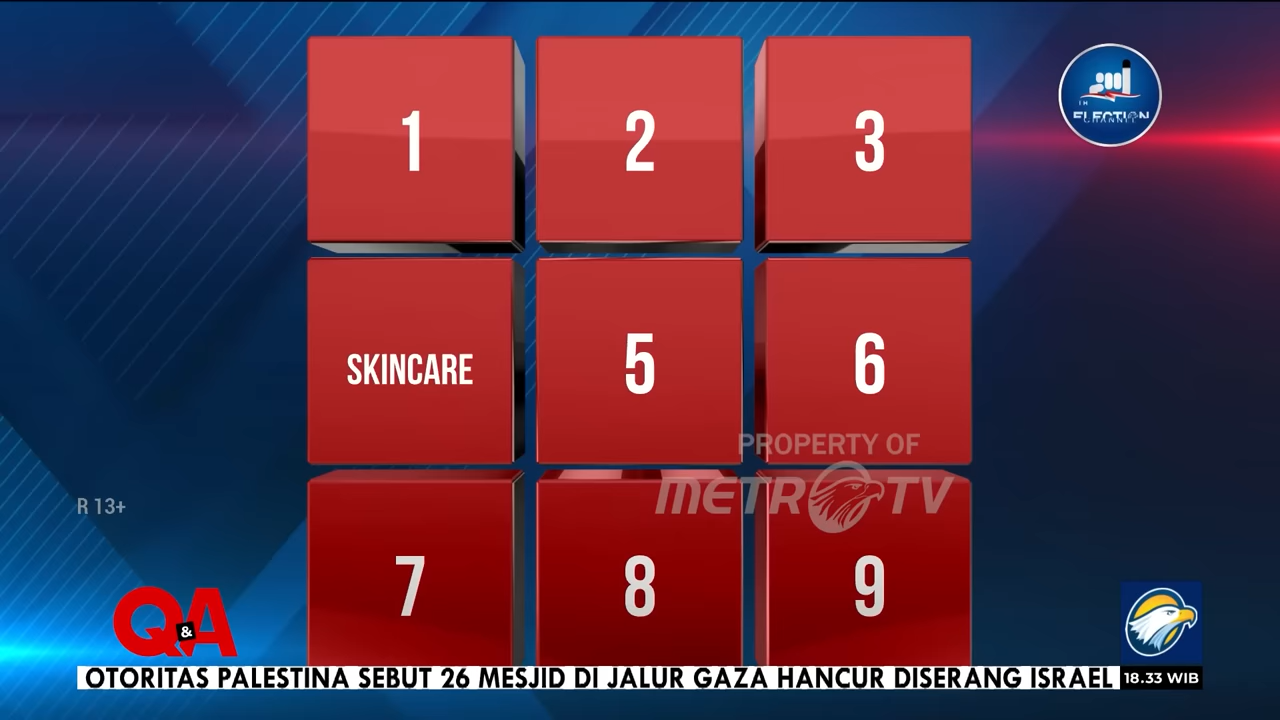 1
2
3
THE
ELECTION
CHANNEL
SKINCARE
5
6
PROPERTY OF
METRO TV
R 13+
7
8
9
Q&A
OTORITAS PALESTINA SEBUT 26 MESJID DI JALUR GAZA HANCUR DISERANG ISRAEL
18.33 WIB